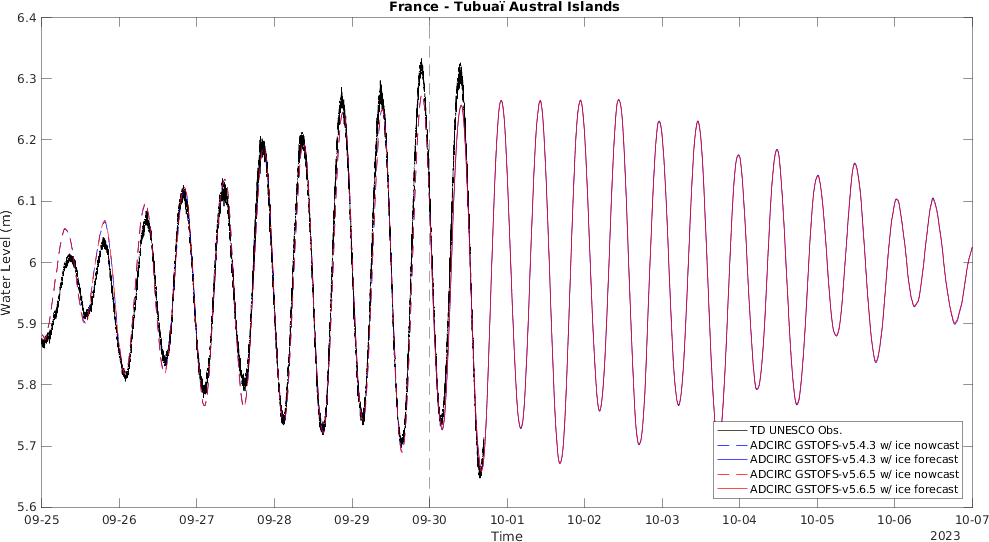 France - Tubuaï Austral Islands
6.4
6.3
6.2
6.1
6
5.9
5.8
5.7
5.6
Water Level (m)
TD UNESCO Obs.
ADCIRC GSTOFS-v5.4.3 w/ ice nowcast
ADCIRC GSTOFS-v5.4.3 w/ ice forecast
ADCIRC GSTOFS-v5.6.5 w/ ice nowcast
ADCIRC GSTOFS-v5.6.5 w/ ice forecast
09-25 09-26 09-27 09-28 09-29 09-30 10-01 10-02 10-03 10-04 10-05 10-06 10-07
Time
2023